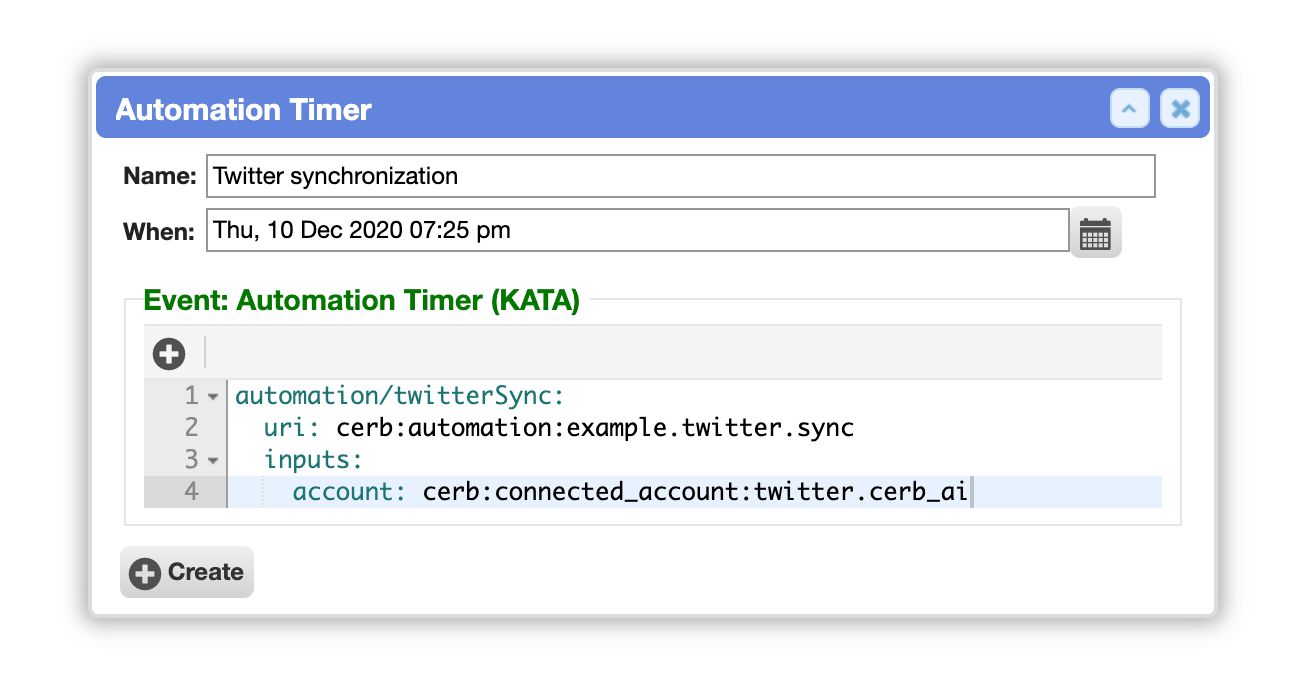 Automation Timer
Name: Twitter synchronization
When: Thu, 10 Dec 2020 07:25 pm
Event: Automation Timer (KATA)
1 automation/twitterSync:
2   uri: cerb:automation:example.twitter.sync
3   inputs:
4     account: cerb:connected_account:twitter.cerb_ai
Create